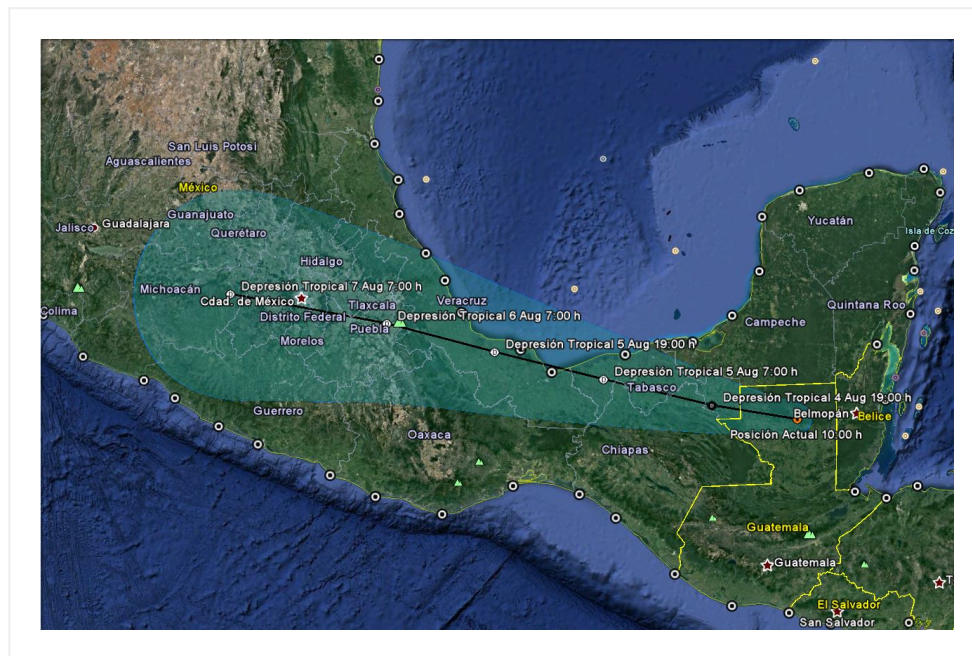 San Luis Potosi
Aguascalientes
México
Guanajuato
Jalisco
Guadalajara
Querétaro
Yucatán
Isla de Coz
Hidalgo
Michoacán
Depresión Tropical 7 Aug 7:00 h
Cdad. de México
Tlaxcala
Veracruz
Quintana Roo
Colima
Distrito Federal
Depresión Tropical 6 Aug 7:00 h
Puebla
Campeche
Morelos
Depresión Tropical 5 Aug 19:00 h
Depresión Tropical 5 Aug 7:00 h
Tabasco
Depresión Tropical 4 Aug 19:00 h
Guerrero
Belmopán
Belice
Oaxaca
Posición Actual 10:00 h
Chiapas
Guatemala
Guatemala
T
El Salvador
San Salvador